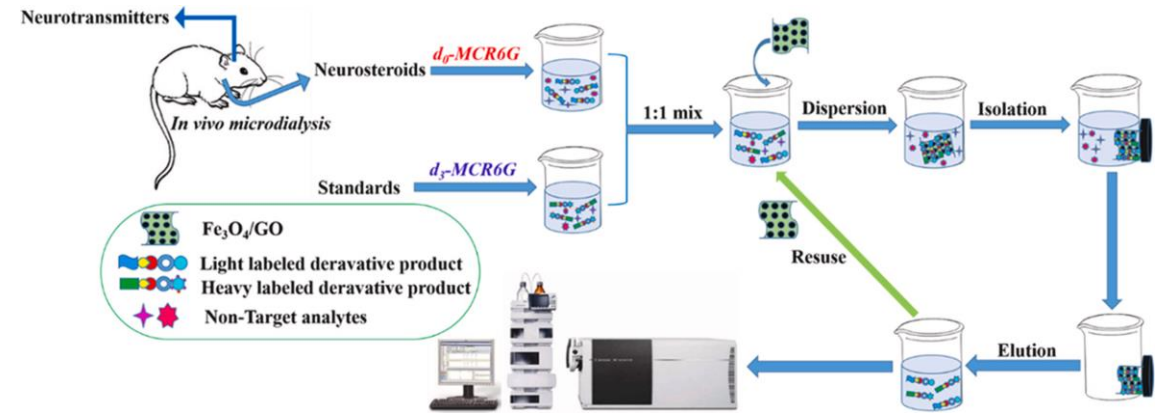 Neurotransmitters
Neurosteroids
d₀-MCR6G
In vivo microdialysis
1:1 mix
Dispersion
Isolation
Standards
d₃-MCR6G
Fe₃O₄/GO
Light labeled deravative product
Heavy labeled deravative product
Non-Target analytes
Resuse
Elution